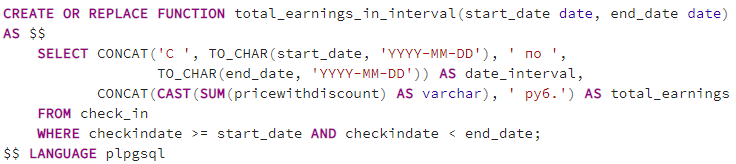 CREATE OR REPLACE FUNCTION total_earnings_in_interval(start_date date, end_date date)
AS $$
    SELECT CONCAT('С ', TO_CHAR(start_date, 'YYYY-MM-DD'), ' по ',
                  TO_CHAR(end_date, 'YYYY-MM-DD')) AS date_interval,
           CONCAT(CAST(SUM(pricewithdiscount) AS varchar), ' руб.') AS total_earnings
    FROM check_in
    WHERE checkindate >= start_date AND checkindate < end_date;
$$ LANGUAGE plpgsql